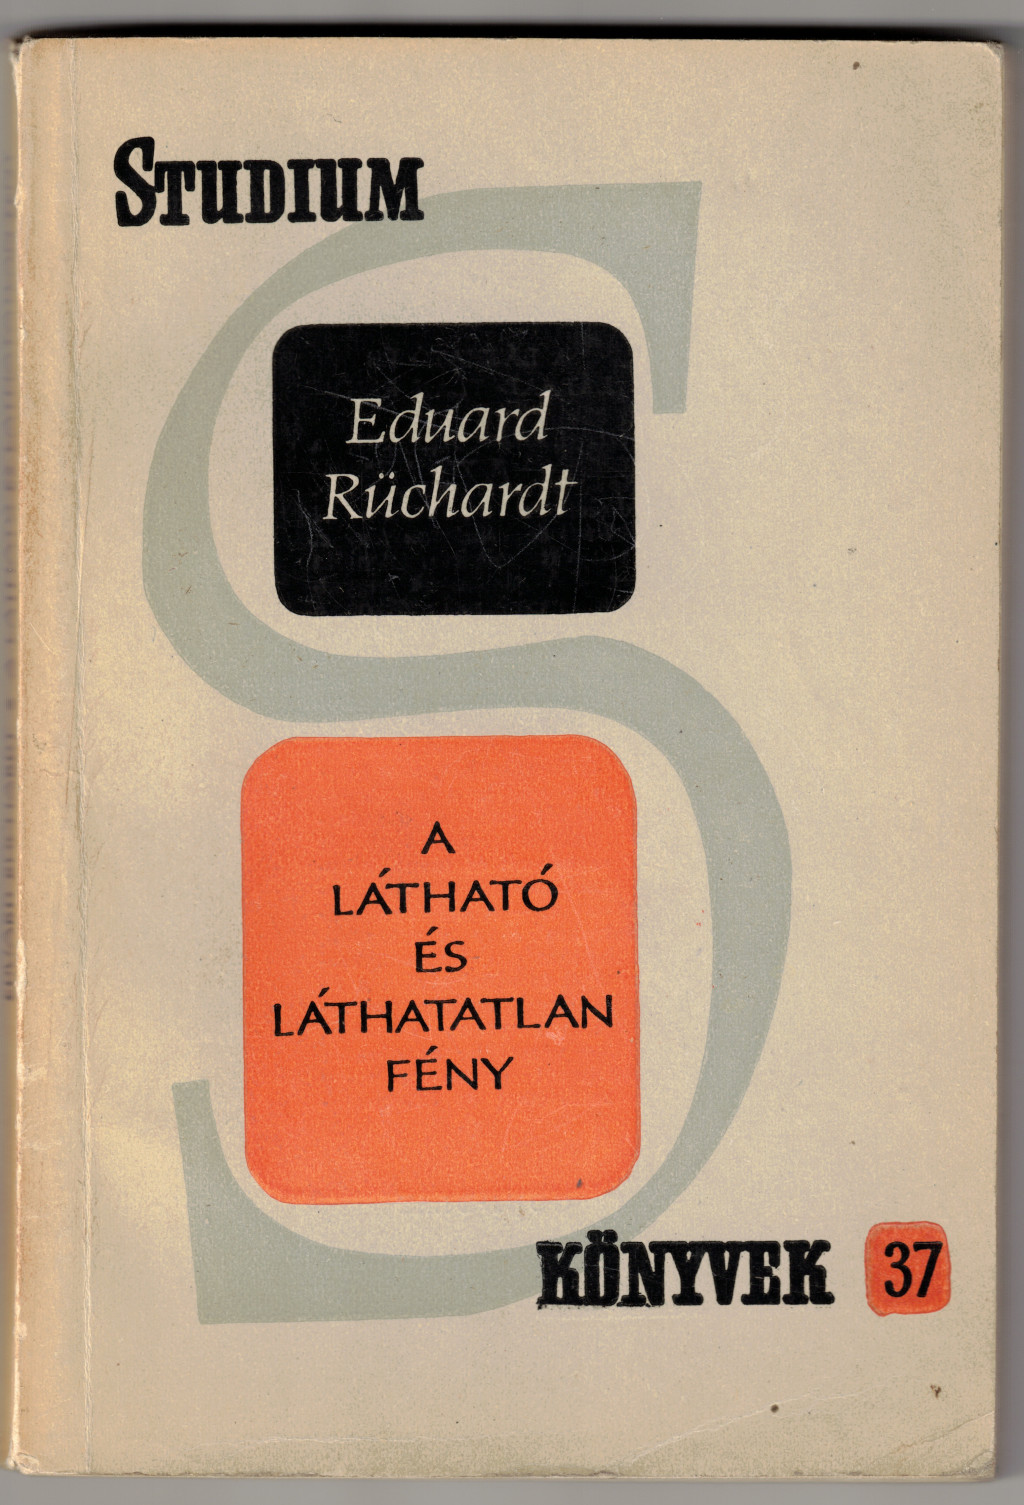 STUDIUM
Eduard
Rüchardt
A
LÁTHATÓ
ÉS
LÁTHATATLAN
FÉNY
KÖNYVEK 37